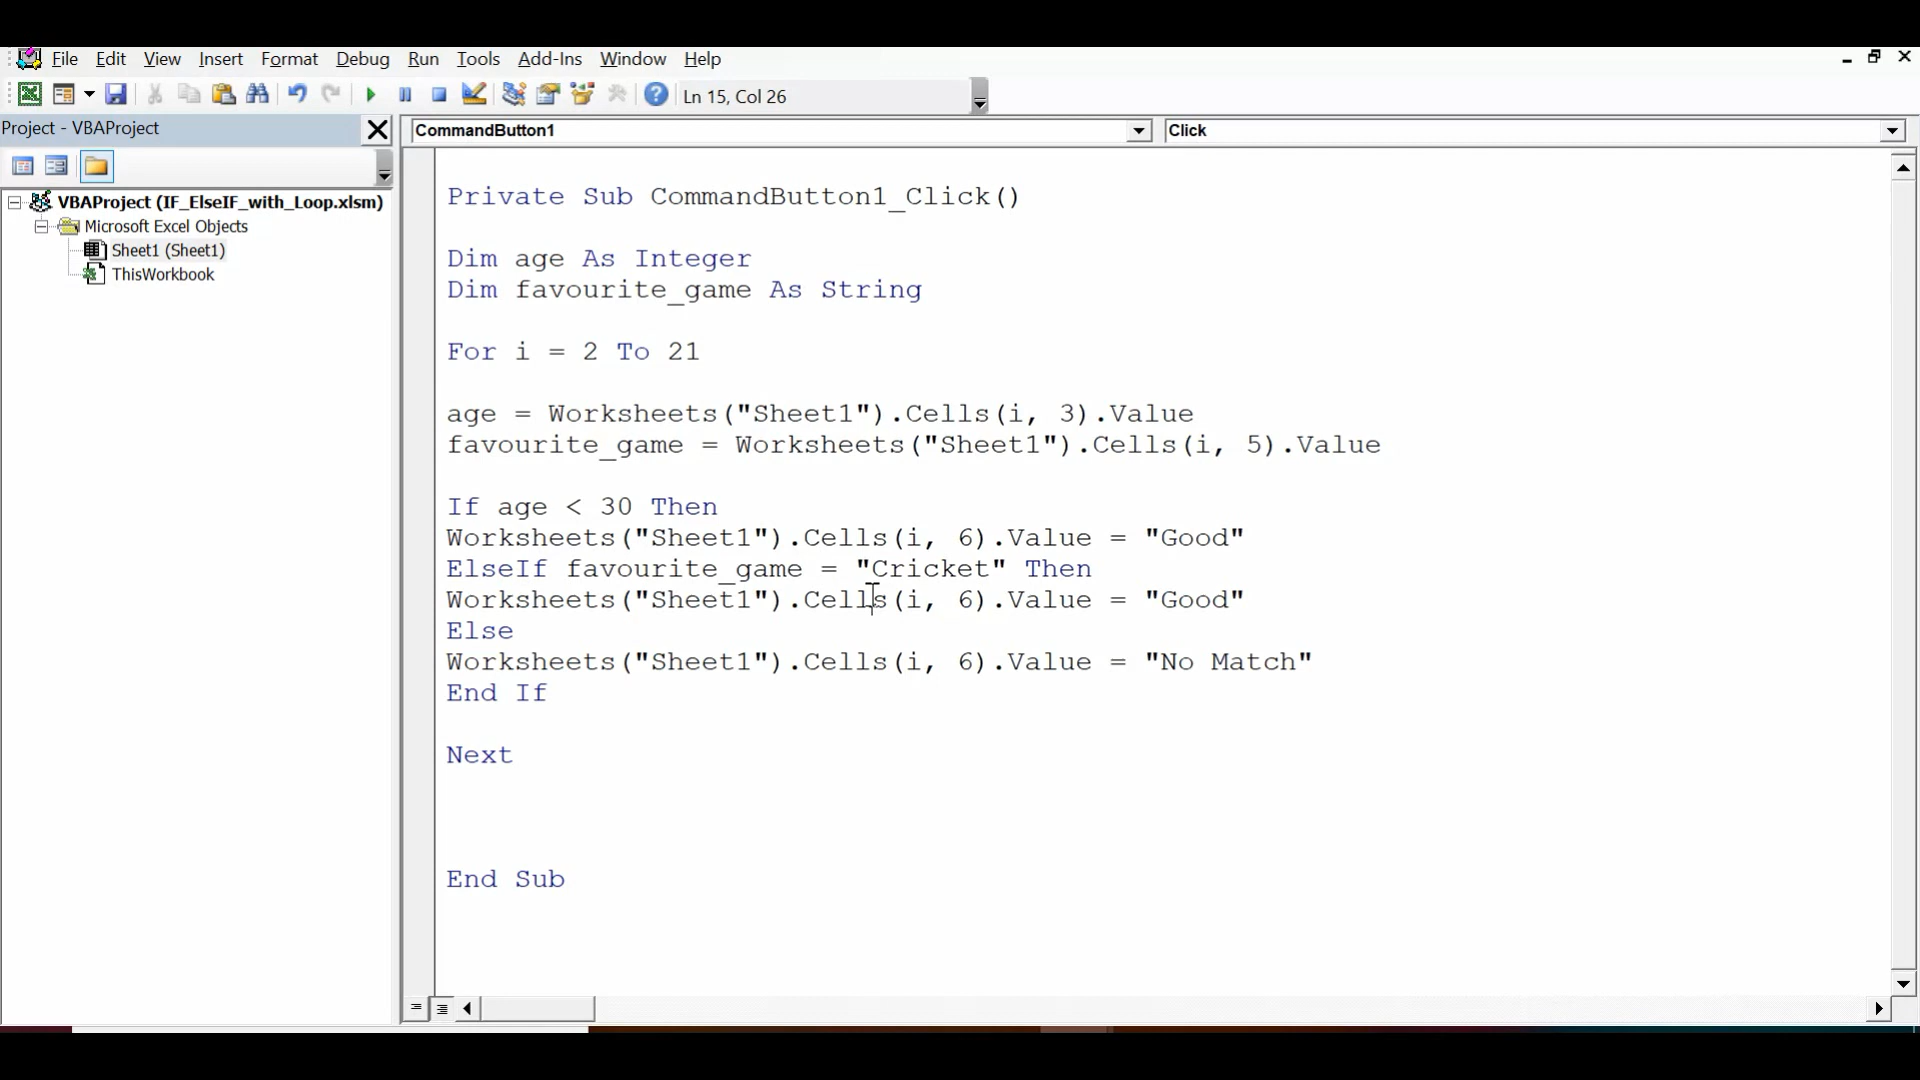 File Edit View Insert Format Debug Run Tools Add-Ins Window Help
Ln 15, Col 26
Project - VBAProject
VBAProject (IF_ElseIF_with_Loop.xlsm)
Microsoft Excel Objects
Sheet1 (Sheet1)
ThisWorkbook
CommandButton1 Click
Private Sub CommandButton1_Click()
Dim age As Integer
Dim favourite_game As String
For i = 2 To 21
age = Worksheets("Sheet1").Cells(i, 3).Value
favourite_game = Worksheets("Sheet1").Cells(i, 5).Value
If age < 30 Then
Worksheets("Sheet1").Cells(i, 6).Value = "Good"
ElseIf favourite_game = "Cricket" Then
Worksheets("Sheet1").Cells(i, 6).Value = "Good"
Else
Worksheets("Sheet1").Cells(i, 6).Value = "No Match"
End If
Next
End Sub